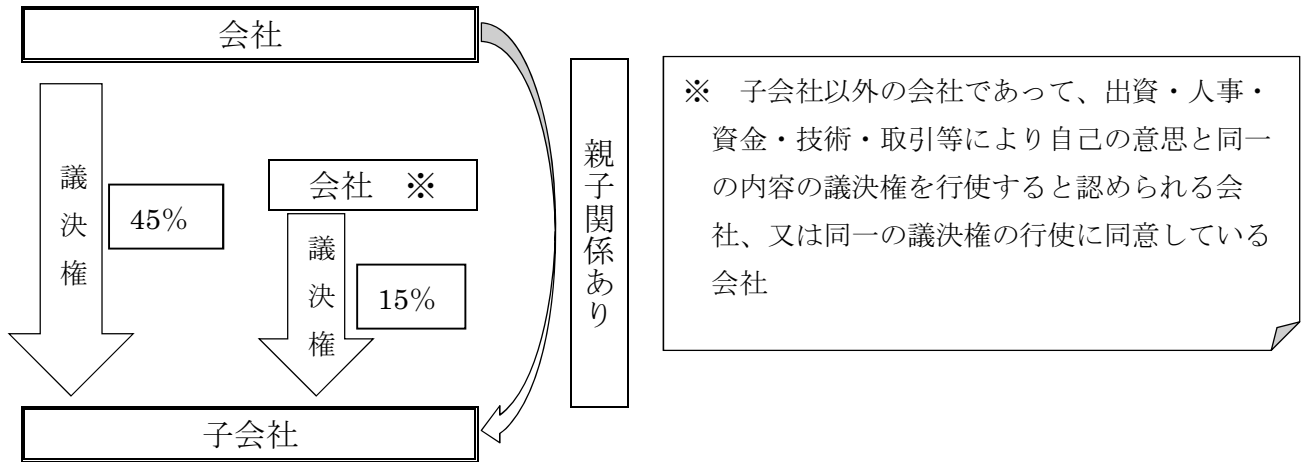 会社
議決権
45%
会社　※
議決権
15%
親子関係あり
子会社
※　子会社以外の会社であって、出資・人事・
資金・技術・取引等により自己の意思と同一
の内容の議決権を行使すると認められる会
社、又は同一の議決権の行使に同意している
会社